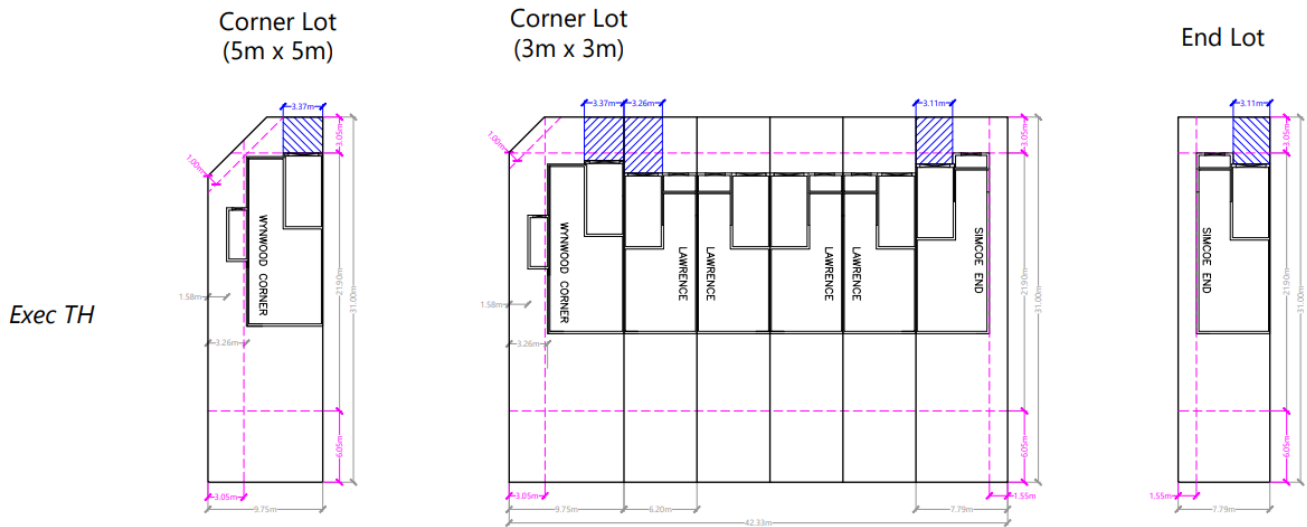 Corner Lot
(5m x 5m)
Corner Lot
(3m x 3m)
End Lot
Exec TH
3.37m
3.05m
1.00m
WYNWOOD CORNER
1.58m
3.26m
21.90m
31.00m
6.05m
3.05m
9.75m
3.37m
3.26m
3.11m
3.05m
1.00m
WYNWOOD CORNER
LAWRENCE
LAWRENCE
LAWRENCE
LAWRENCE
SIMCOE END
1.58m
3.26m
21.90m
31.00m
6.05m
3.05m
1.55m
9.75m
6.20m
7.79m
42.33m
3.11m
3.05m
SIMCOE END
21.90m
31.00m
6.05m
1.55m
7.79m